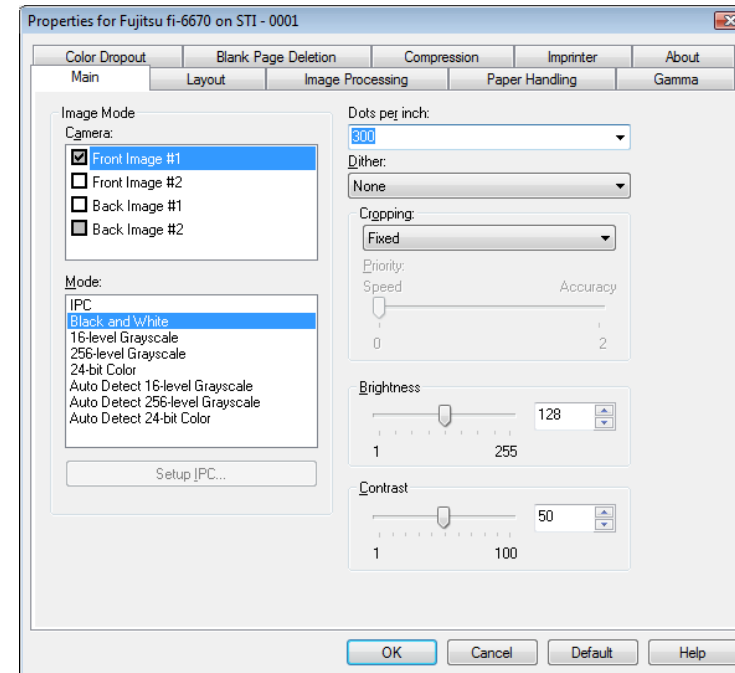 Properties for Fujitsu fi-6670 on STI - 0001
Color Dropout Blank Page Deletion Compression Imprinter About
Main Layout Image Processing Paper Handling Gamma
Image Mode
Camera:
Front Image #1
Front Image #2
Back Image #1
Back Image #2
Mode:
IPC
Black and White
16-level Grayscale
256-level Grayscale
24-bit Color
Auto Detect 16-level Grayscale
Auto Detect 256-level Grayscale
Auto Detect 24-bit Color
Setup IPC...
Dots per inch:
300
Dither:
None
Cropping:
Fixed
Priority:
Speed Accuracy
0 2
Brightness
128
1 255
Contrast
50
1 100
OK Cancel Default Help